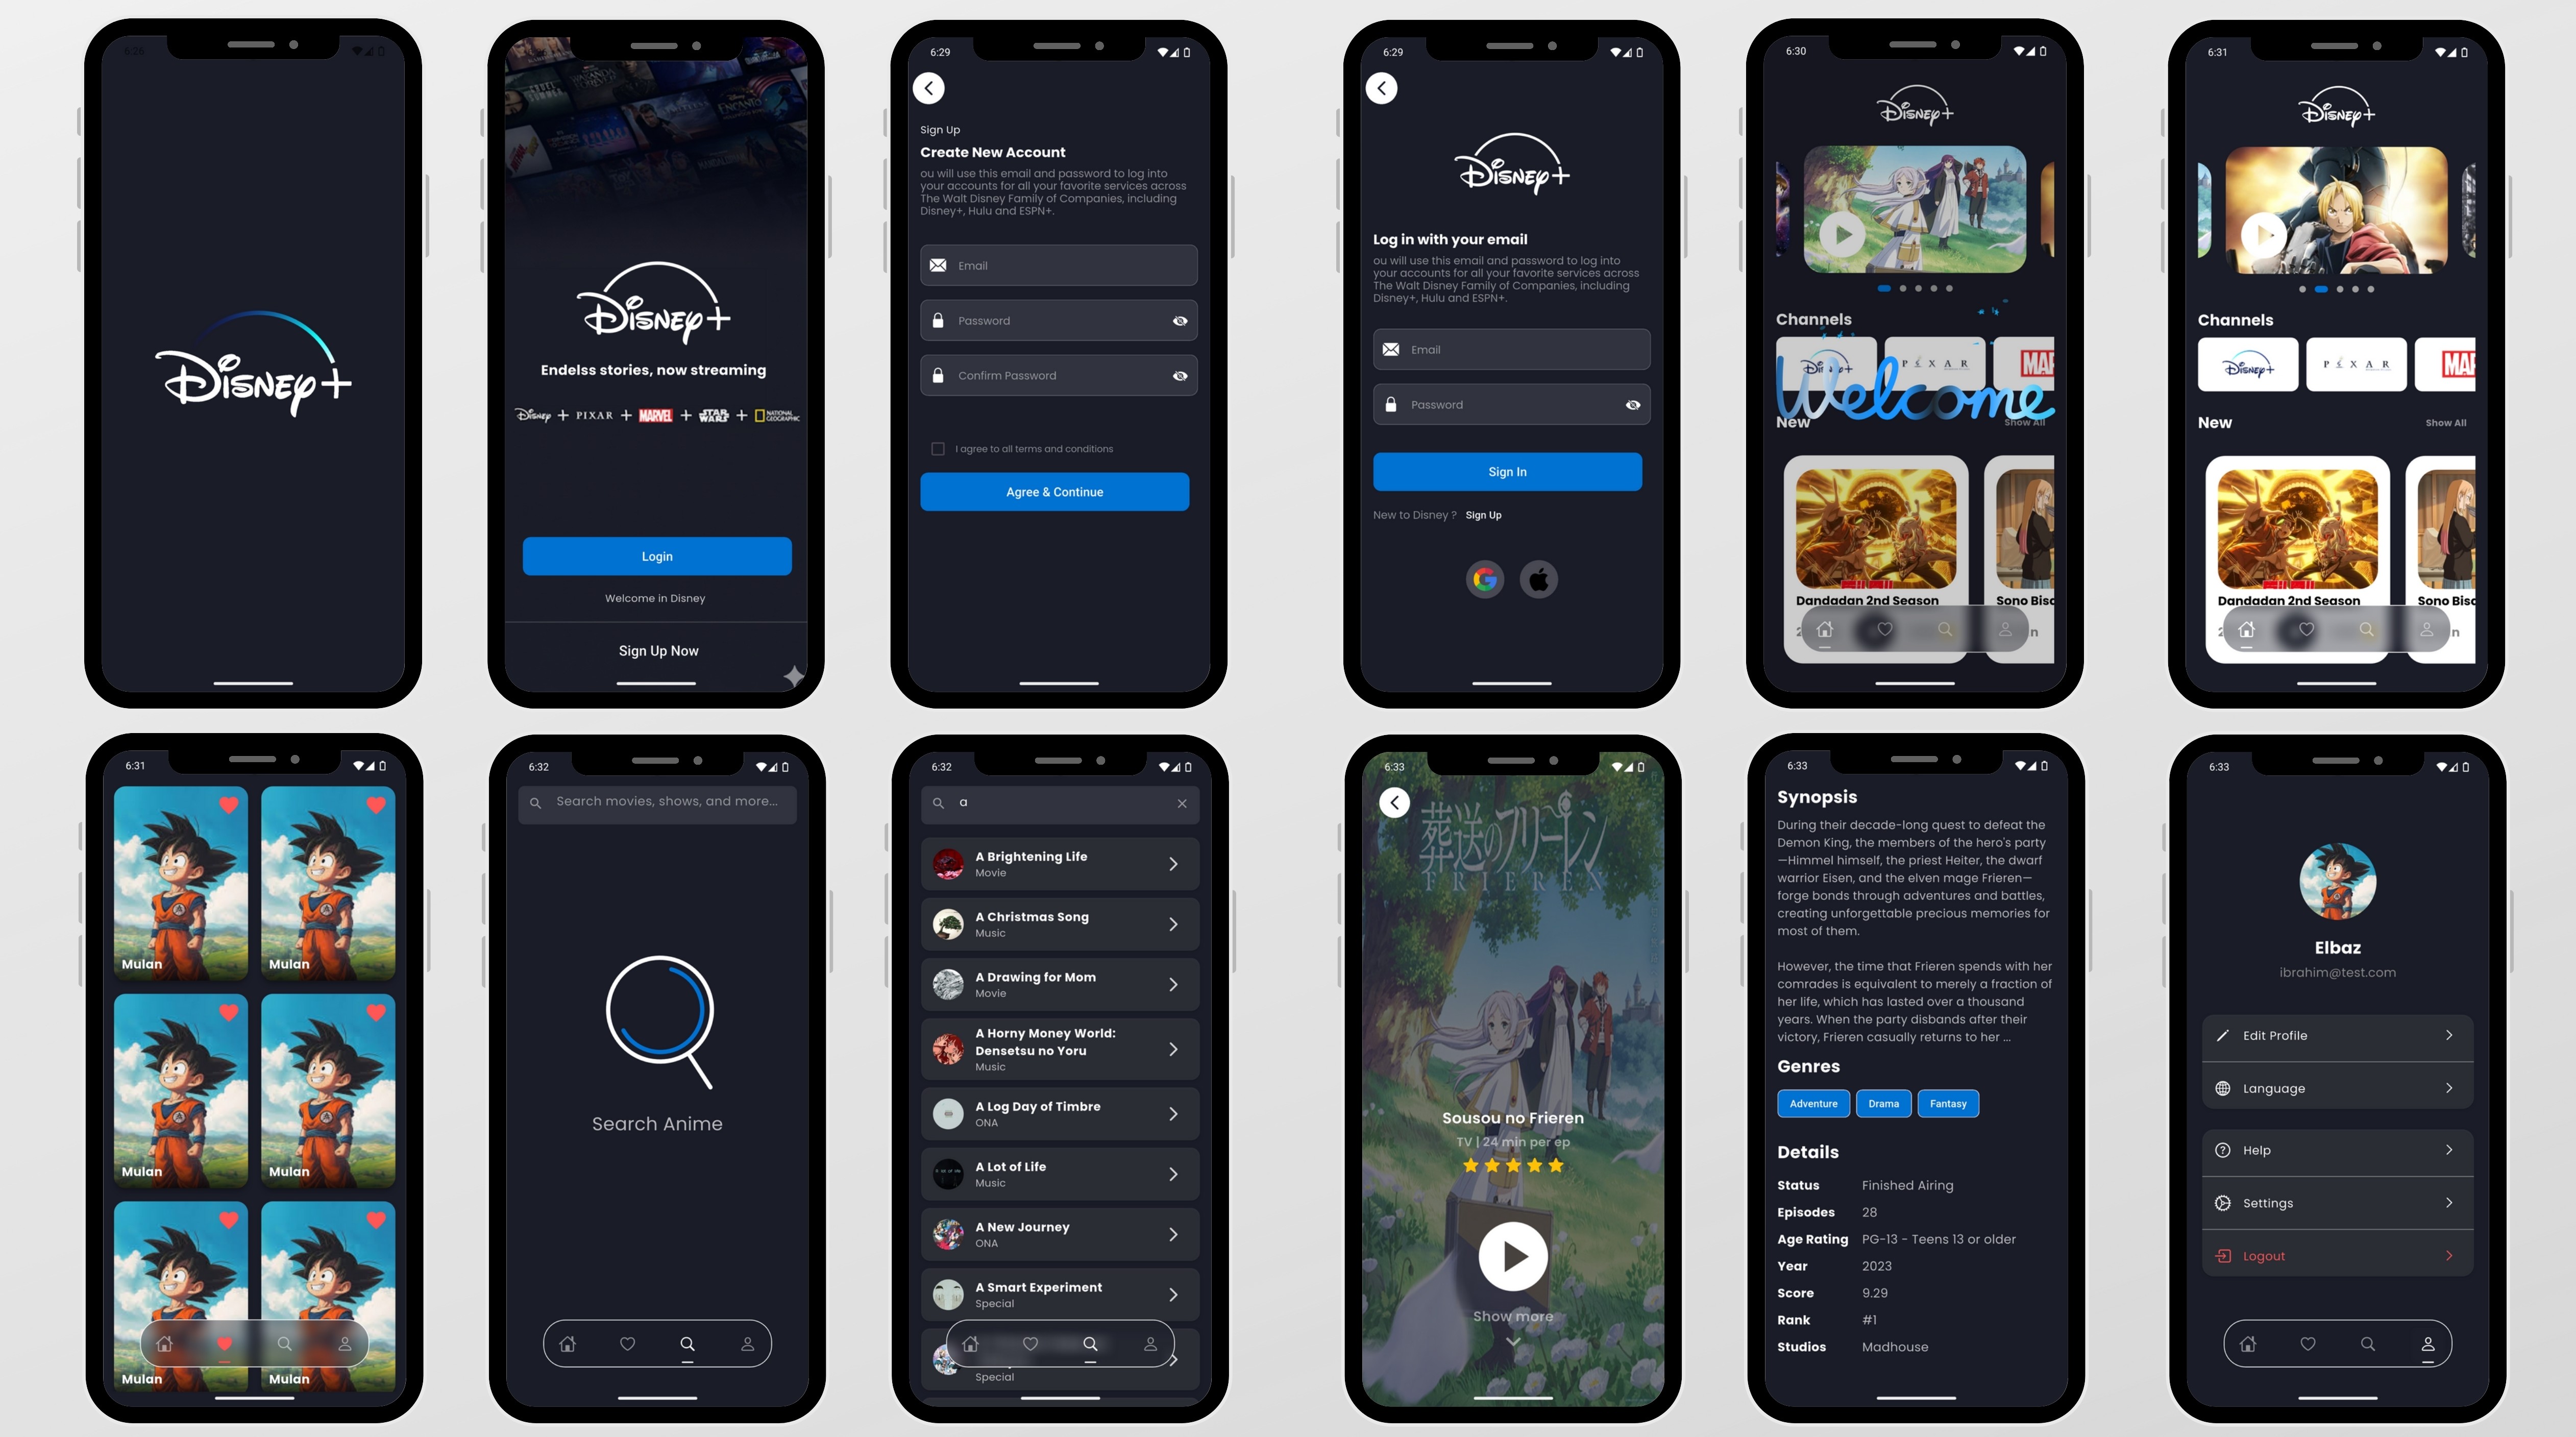 6:26
Disney+
Disney+
Endelss stories, now streaming
Disney + PIXAR + MARVEL + STAR WARS + NATIONAL GEOGRAPHIC
Login
Welcome in Disney
Sign Up Now
6:29
Sign Up
Create New Account
ou will use this email and password to log into
your accounts for all your favorite services across
The Walt Disney Family of Companies, including
Disney+, Hulu and ESPN+.
Email
Password
Confirm Password
I agree to all terms and conditions
Agree & Continue
6:29
Disney+
Log in with your email
ou will use this email and password to log into
your accounts for all your favorite services across
The Walt Disney Family of Companies, including
Disney+, Hulu and ESPN+.
Email
Password
Sign In
New to Disney ? Sign Up
6:30
Disney+
Channels
Disney+ PIXAR MAR
Welcome
New Show All
Dandadan 2nd Season Sono Bisc
2 n
6:31
Disney+
Channels
Disney+ PIXAR MAR
New Show All
Dandadan 2nd Season Sono Bisc
2 n
6:31
Mulan Mulan
Mulan Mulan
Mulan Mulan
6:32
Search movies, shows, and more...
Search Anime
6:32
a
A Brightening Life
Movie
A Christmas Song
Music
A Drawing for Mom
Movie
A Horny Money World:
Densetsu no Yoru
Music
A Log Day of Timbre
ONA
A Lot of Life
Music
A New Journey
ONA
A Smart Experiment
Special
Special
6:33
葬送のフリーレン
FRIEREN
Sousou no Frieren
TV | 24 min per ep
Show more
6:33
Synopsis
During their decade-long quest to defeat the
Demon King, the members of the hero's party
—Himmel himself, the priest Heiter, the dwarf
warrior Eisen, and the elven mage Frieren—
forge bonds through adventures and battles,
creating unforgettable precious memories for
most of them.
However, the time that Frieren spends with her
comrades is equivalent to merely a fraction of
her life, which has lasted over a thousand
years. When the party disbands after their
victory, Frieren casually returns to her ...
Genres
Adventure Drama Fantasy
Details
Status Finished Airing
Episodes 28
Age Rating PG-13 - Teens 13 or older
Year 2023
Score 9.29
Rank #1
Studios Madhouse
6:33
Elbaz
ibrahim@test.com
Edit Profile
Language
Help
Settings
Logout